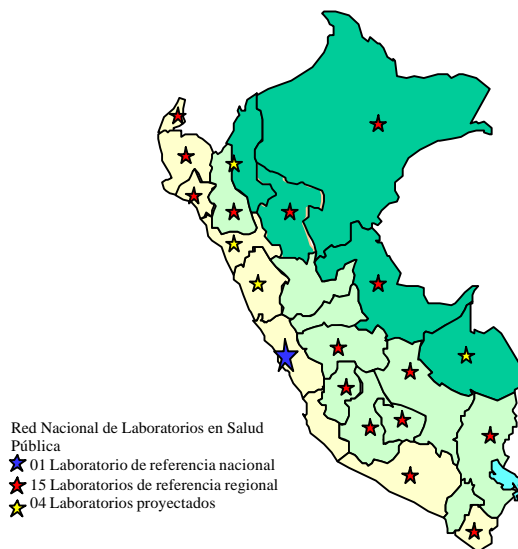 Red Nacional de Laboratorios en Salud
Pública
01 Laboratorio de referencia nacional
15 Laboratorios de referencia regional
04 Laboratorios proyectados